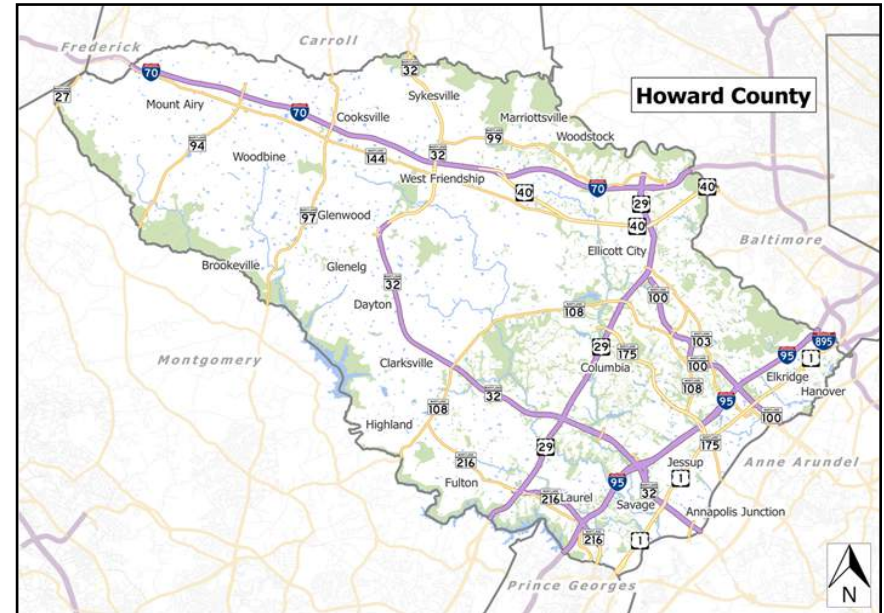 Frederick
Carroll
70
32
27
Mount Airy
70
Sykesville
Howard County
Cooksville
Marriottsville
94
99
Woodstock
Woodbine
144
32
West Friendship
40
70
40
29
97
Glenwood
40
Baltimore
Ellicott City
Brookeville
Glenelg
32
100
Dayton
108
103
895
29
175
95
1
Montgomery
Clarksville
Columbia
100
Elkridge
108
Hanover
32
95
108
100
Highland
29
175
216
Jessup
Anne Arundel
Fulton
95
1
216
Laurel
32
Savage
Annapolis Junction
216
1
Prince Georges
N